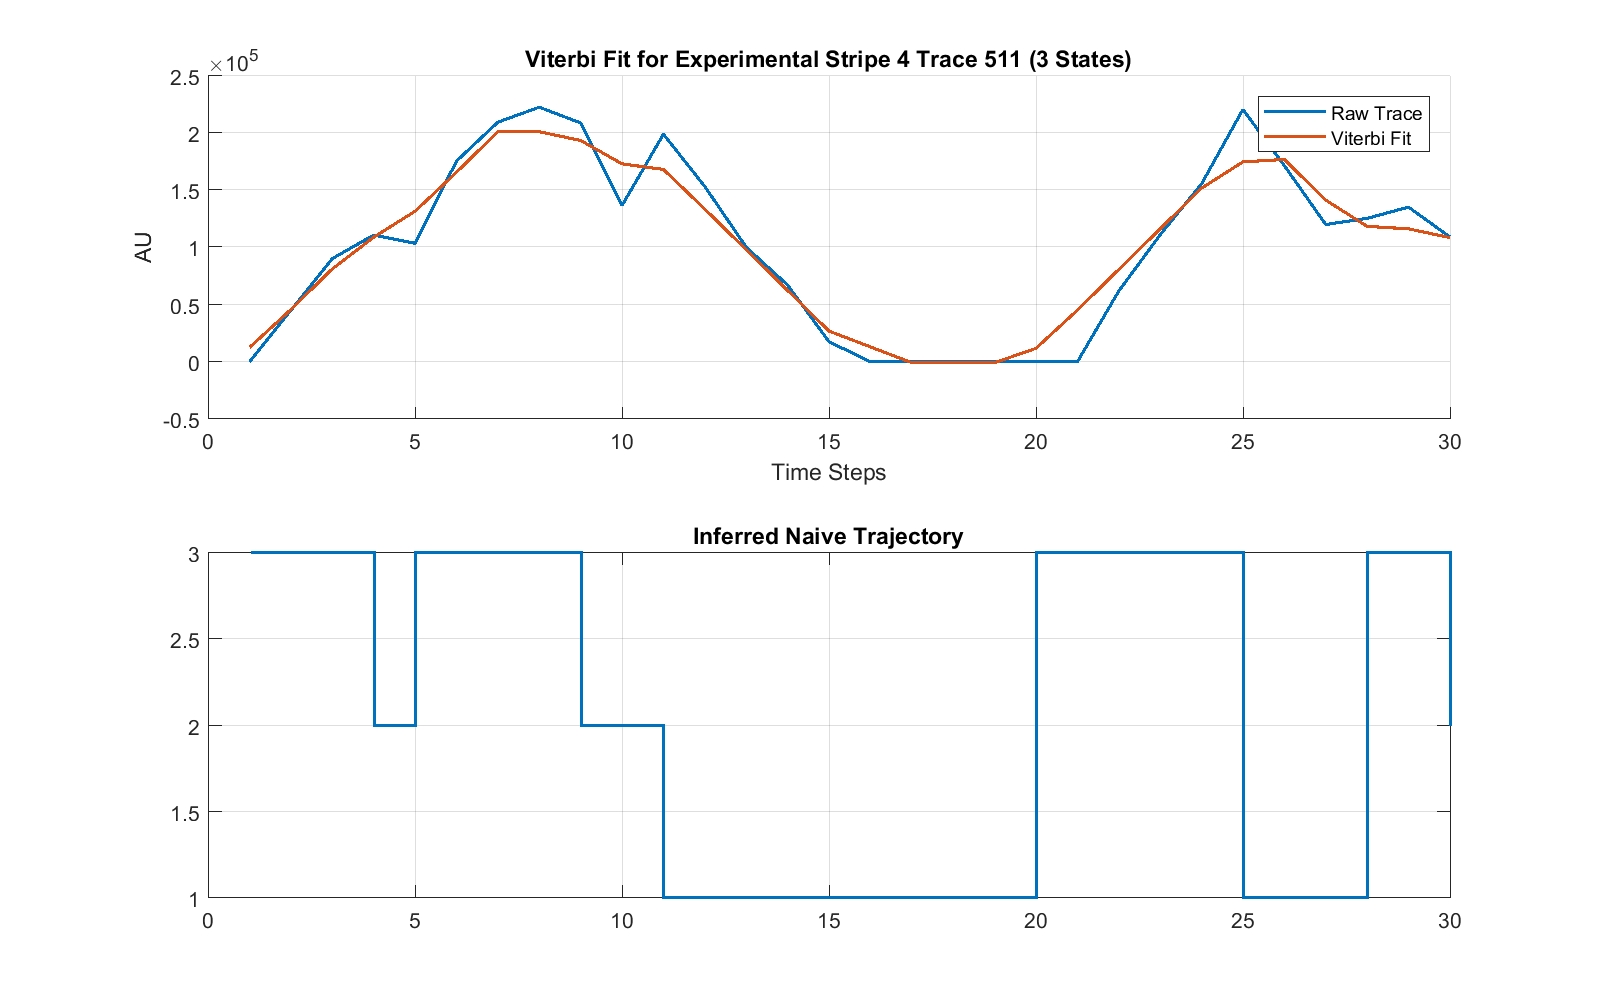 Viterbi Fit for Experimental Stripe 4 Trace 511 (3 States)
×10^5
Raw Trace
Viterbi Fit
2.5
2
1.5
1
0.5
0
-0.5
AU
0 5 10 15 20 25 30
Time Steps
Inferred Naive Trajectory
3
2.5
2
1.5
1
0 5 10 15 20 25 30